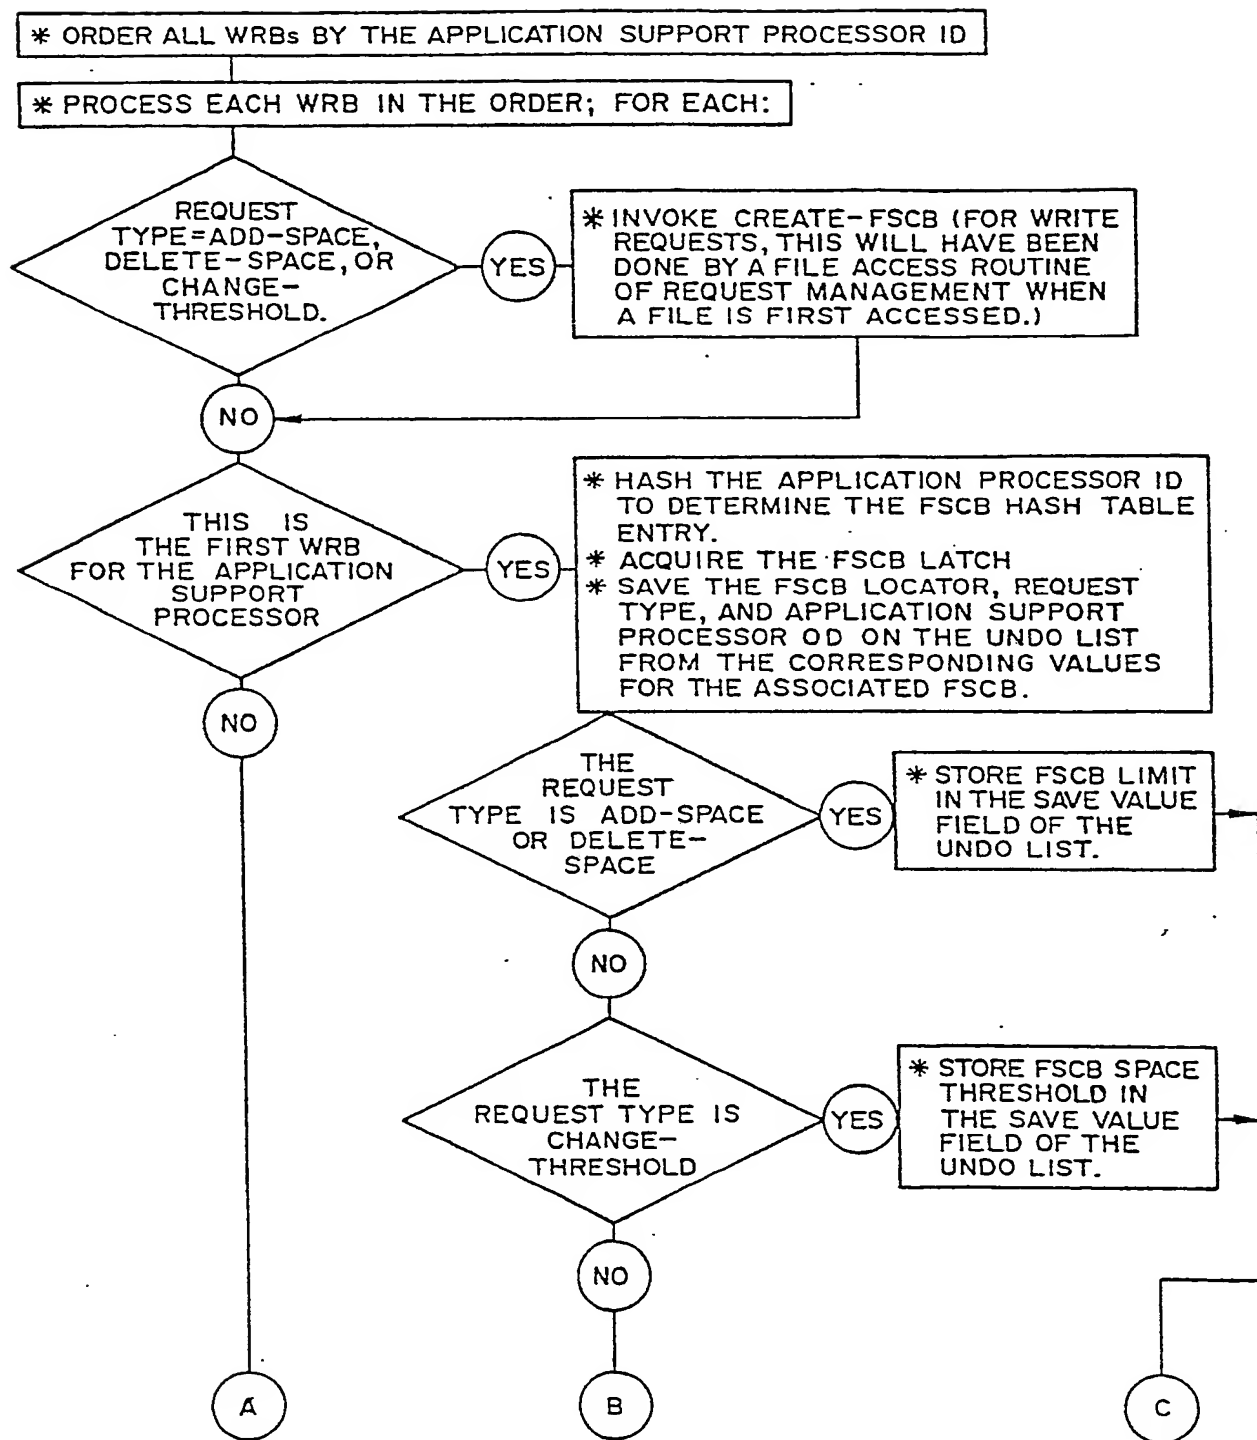 * ORDER ALL WRBs BY THE APPLICATION SUPPORT PROCESSOR ID
* PROCESS EACH WRB IN THE ORDER; FOR EACH:
REQUEST
TYPE=ADD-SPACE,
DELETE-SPACE, OR
CHANGE-
THRESHOLD.
YES
* INVOKE CREATE-FSCB (FOR WRITE
REQUESTS, THIS WILL HAVE BEEN
DONE BY A FILE ACCESS ROUTINE
OF REQUEST MANAGEMENT WHEN
A FILE IS FIRST ACCESSED.)
NO
THIS IS
THE FIRST WRB
FOR THE APPLICATION
SUPPORT
PROCESSOR
YES
* HASH THE APPLICATION PROCESSOR ID
TO DETERMINE THE FSCB HASH TABLE
ENTRY.
* ACQUIRE THE FSCB LATCH
* SAVE THE FSCB LOCATOR, REQUEST
TYPE, AND APPLICATION SUPPORT
PROCESSOR OD ON THE UNDO LIST
FROM THE CORRESPONDING VALUES
FOR THE ASSOCIATED FSCB.
NO
THE
REQUEST
TYPE IS ADD-SPACE
OR DELETE-
SPACE
YES
* STORE FSCB LIMIT
IN THE SAVE VALUE
FIELD OF THE
UNDO LIST.
NO
THE
REQUEST TYPE IS
CHANGE-
THRESHOLD
YES
* STORE FSCB SPACE
THRESHOLD IN
THE SAVE VALUE
FIELD OF THE
UNDO LIST.
NO
A
B
C